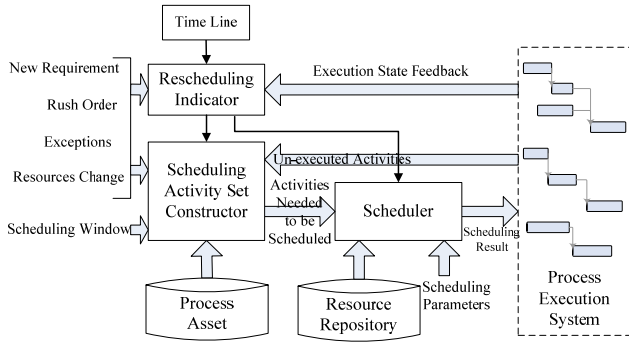 Time Line
New Requirement
Rush Order
Exceptions
Resources Change
Scheduling Window
Rescheduling
Indicator
Execution State Feedback
Un-executed Activities
Scheduling
Activity Set
Constructor
Activities
Needed
to be
Scheduled
Scheduler
Scheduling
Result
Process
Asset
Resource
Repository
Scheduling
Parameters
Process
Execution
System